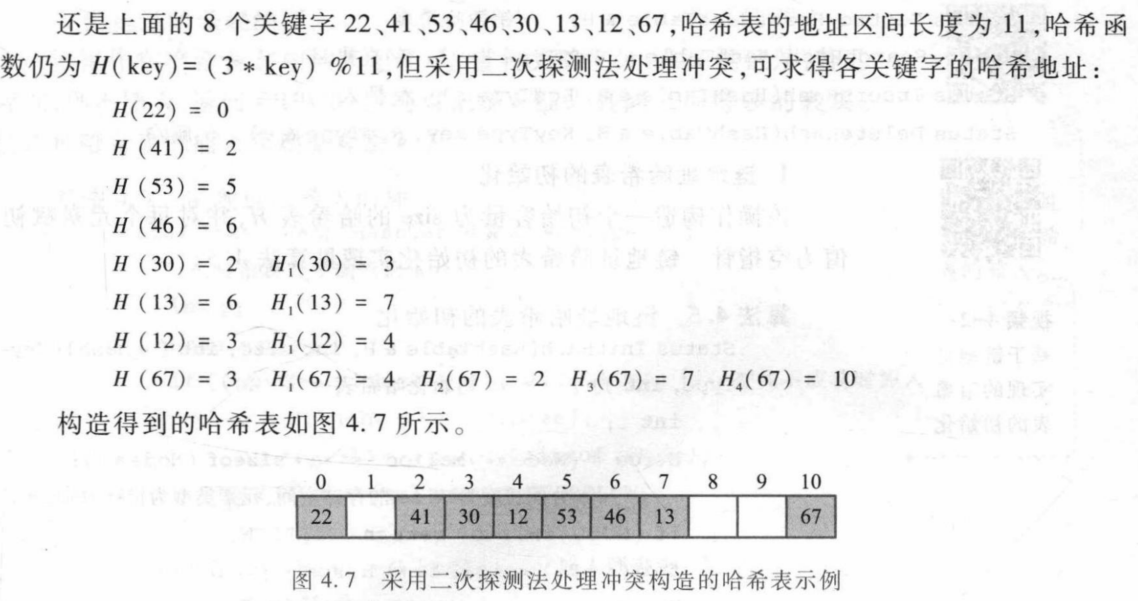 还是上面的 8 个关键字 22、41、53、46、30、13、12、67,哈希表的地址区间长度为 11,哈希函
数仍为 H(key)= (3 * key) %11,但采用二次探测法处理冲突,可求得各关键字的哈希地址:
H(22) = 0
H (41) = 2
H (53) = 5
H (46) = 6
H (30) = 2 H₁(30) = 3
H (13) = 6 H₁(13) = 7
H (12) = 3 H₁(12) = 4
H (67) = 3 H₁(67) = 4 H₂(67) = 2 H₃(67) = 7 H₄(67) = 10
构造得到的哈希表如图 4.7 所示。
0 1 2 3 4 5 6 7 8 9 10
22 41 30 12 53 46 13 67
图 4.7 采用二次探测法处理冲突构造的哈希表示例